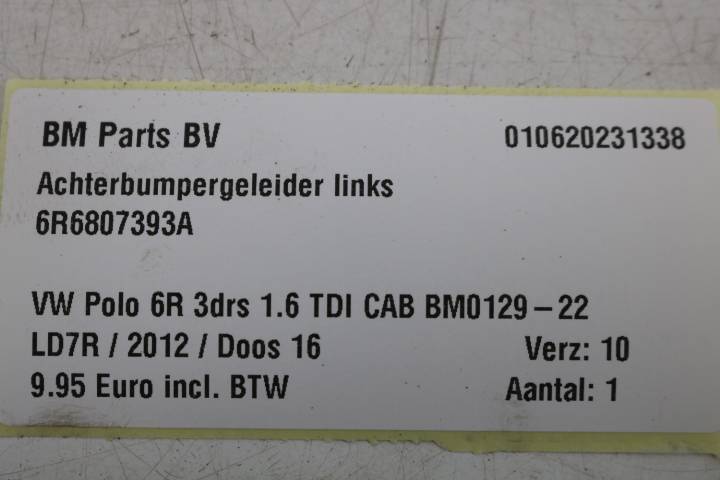 BM Parts BV 010620231338
Achterbumpergeleider links
6R6807393A
VW Polo 6R 3drs 1.6 TDI CAB BM0129-22
LD7R / 2012 / Doos 16 Verz: 10
9.95 Euro incl. BTW Aantal: 1